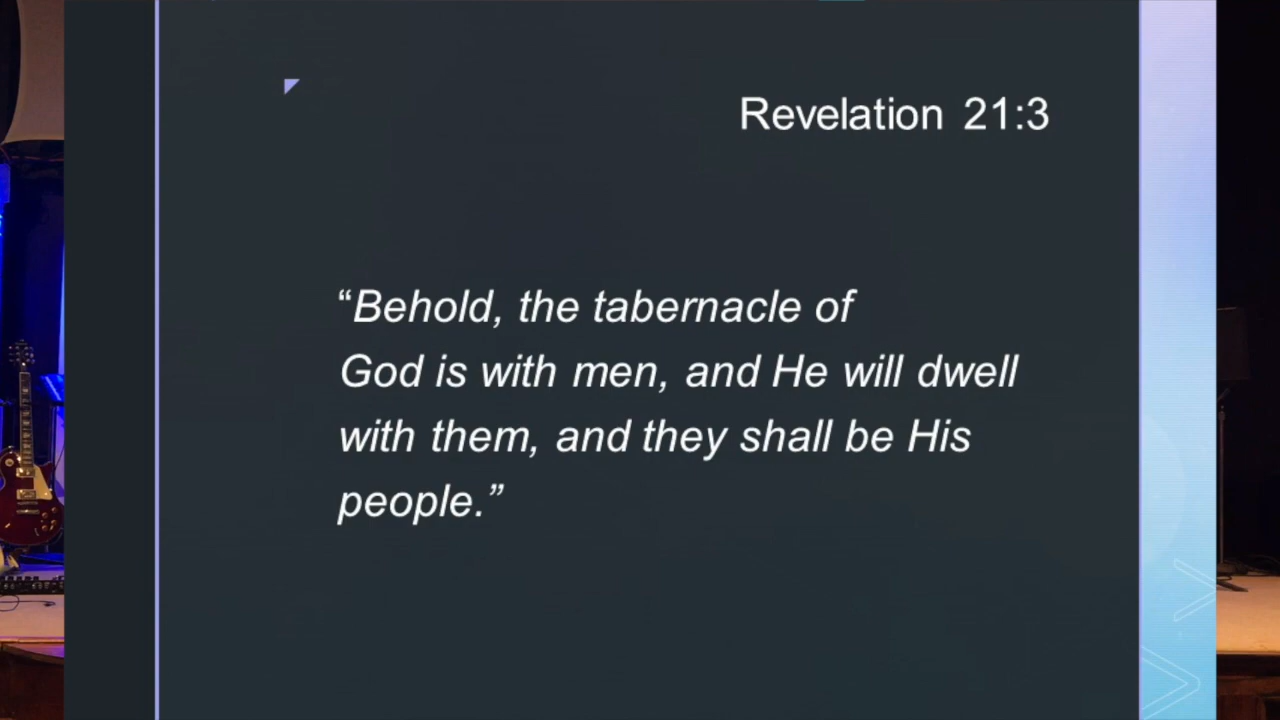 Revelation 21:3
“Behold, the tabernacle of
God is with men, and He will dwell
with them, and they shall be His
people.”